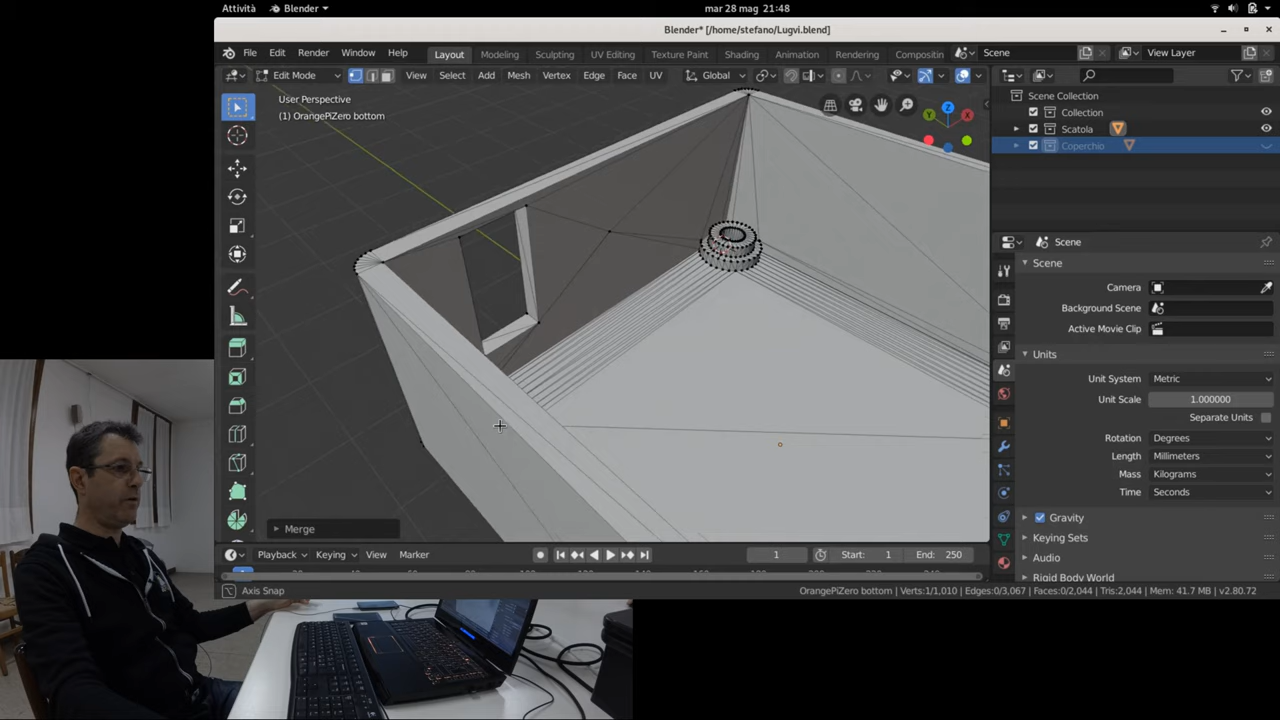 Attività Blender mar 28 mag 21:48
Blender* [/home/stefano/Lugvi.blend]
File Edit Render Window Help Layout Modeling Sculpting UV Editing Texture Paint Shading Animation Rendering Compositin Scene View Layer
Edit Mode View Select Add Mesh Vertex Edge Face UV Global
User Perspective
(1) OrangePiZero bottom
Z
Y
X
Scene Collection
Collection
Scatola
Coperchio
Scene
Scene
Camera
Background Scene
Active Movie Clip
Units
Unit System Metric
Unit Scale 1.000000
Separate Units
Rotation Degrees
Length Millimeters
Mass Kilograms
Time Seconds
Gravity
Keying Sets
Audio
Rigid Body World
Merge
Playback Keying View Marker 1 Start: 1 End: 250
Axis Snap OrangePiZero bottom | Verts:1/1,010 | Edges:0/3,067 | Faces:0/2,044 | Tris:2,044 | Mem: 41.7 MB | v2.80.72